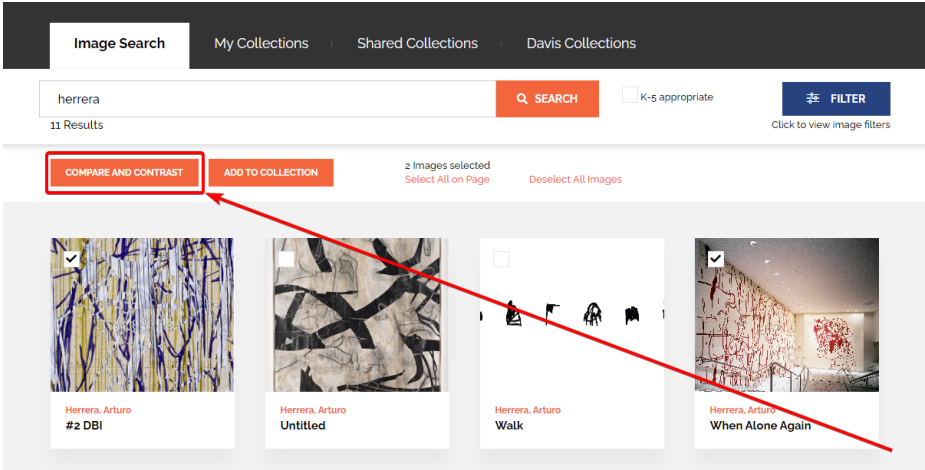 Image Search My Collections Shared Collections Davis Collections
herrera SEARCH K-5 appropriate FILTER
11 Results Click to view image filters
COMPARE AND CONTRAST ADD TO COLLECTION 2 Images selected
Select All on Page Deselect All Images
Herrera, Arturo Herrera, Arturo Herrera, Arturo Herrera, Arturo
#2 DBI Untitled Walk When Alone Again